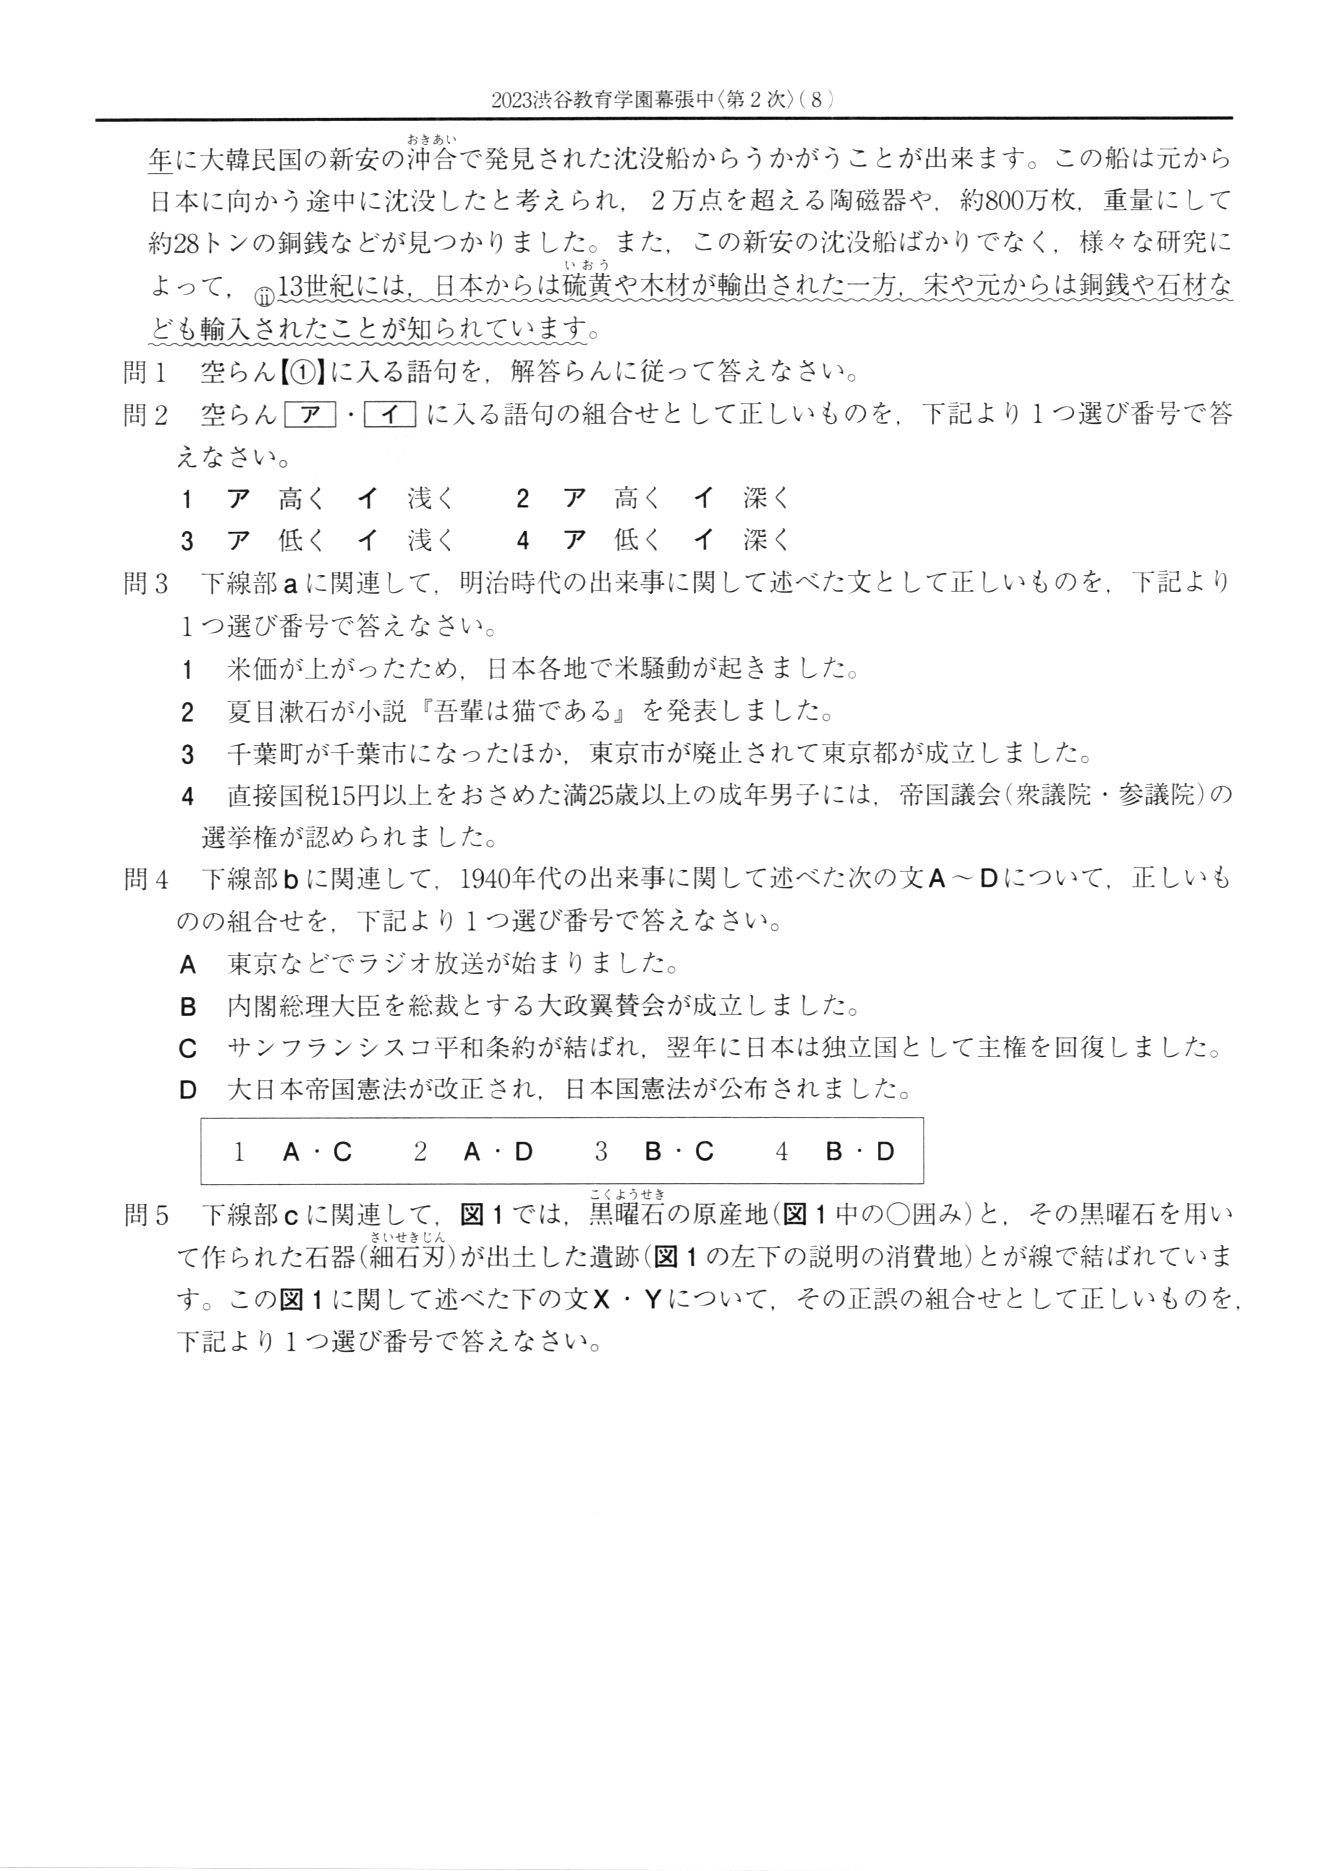 2023渋谷教育学園幕張中〈第２次〉(８)
おきあい
年に大韓民国の新安の沖合で発見された沈没船からうかがうことが出来ます。この船は元から
日本に向かう途中に沈没したと考えられ，２万点を超える陶磁器や，約800万枚，重量にして
約28トンの銅銭などが見つかりました。また，この新安の沈没船ばかりでなく，様々な研究に
いおう
よって，ⅱ13世紀には，日本からは硫黄や木材が輸出された一方，宋や元からは銅銭や石材な
ども輸入されたことが知られています。
問１　空らん【①】に入る語句を，解答らんに従って答えなさい。
問２　空らん ア ・ イ に入る語句の組合せとして正しいものを，下記より１つ選び番号で答
えなさい。
1　ア　高く　イ　浅く　　2　ア　高く　イ　深く
3　ア　低く　イ　浅く　　4　ア　低く　イ　深く
問３　下線部ａに関連して，明治時代の出来事に関して述べた文として正しいものを，下記より
１つ選び番号で答えなさい。
1　米価が上がったため，日本各地で米騒動が起きました。
2　夏目漱石が小説『吾輩は猫である』を発表しました。
3　千葉町が千葉市になったほか，東京市が廃止されて東京都が成立しました。
4　直接国税15円以上をおさめた満25歳以上の成年男子には，帝国議会(衆議院・参議院)の
選挙権が認められました。
問４　下線部ｂに関連して，1940年代の出来事に関して述べた次の文Ａ～Ｄについて，正しいも
のの組合せを，下記より１つ選び番号で答えなさい。
A　東京などでラジオ放送が始まりました。
B　内閣総理大臣を総裁とする大政翼賛会が成立しました。
C　サンフランシスコ平和条約が結ばれ，翌年に日本は独立国として主権を回復しました。
D　大日本帝国憲法が改正され，日本国憲法が公布されました。
1　A・C　　2　A・D　　3　B・C　　4　B・D
こくようせき
問５　下線部ｃに関連して，図１では，黒曜石の原産地(図１中の○囲み)と，その黒曜石を用い
さいせきじん
て作られた石器(細石刃)が出土した遺跡(図１の左下の説明の消費地)とが線で結ばれていま
す。この図１に関して述べた下の文Ｘ・Ｙについて，その正誤の組合せとして正しいものを，
下記より１つ選び番号で答えなさい。